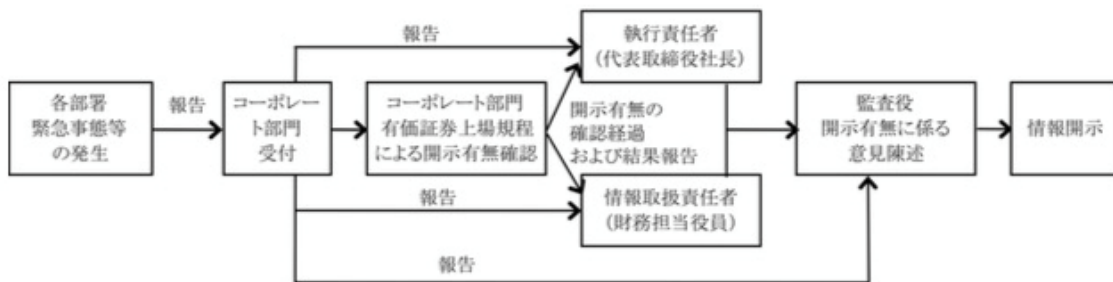 各部署
緊急事態等
の発生
報告
コーポレー
ト部門
受付
報告
コーポレート部門
有価証券上場規程
による開示有無確認
報告
報告
執行責任者
（代表取締役社長）
開示有無の
確認経過
および結果報告
情報取扱責任者
（財務担当役員）
監査役
開示有無に係る
意見陳述
情報開示